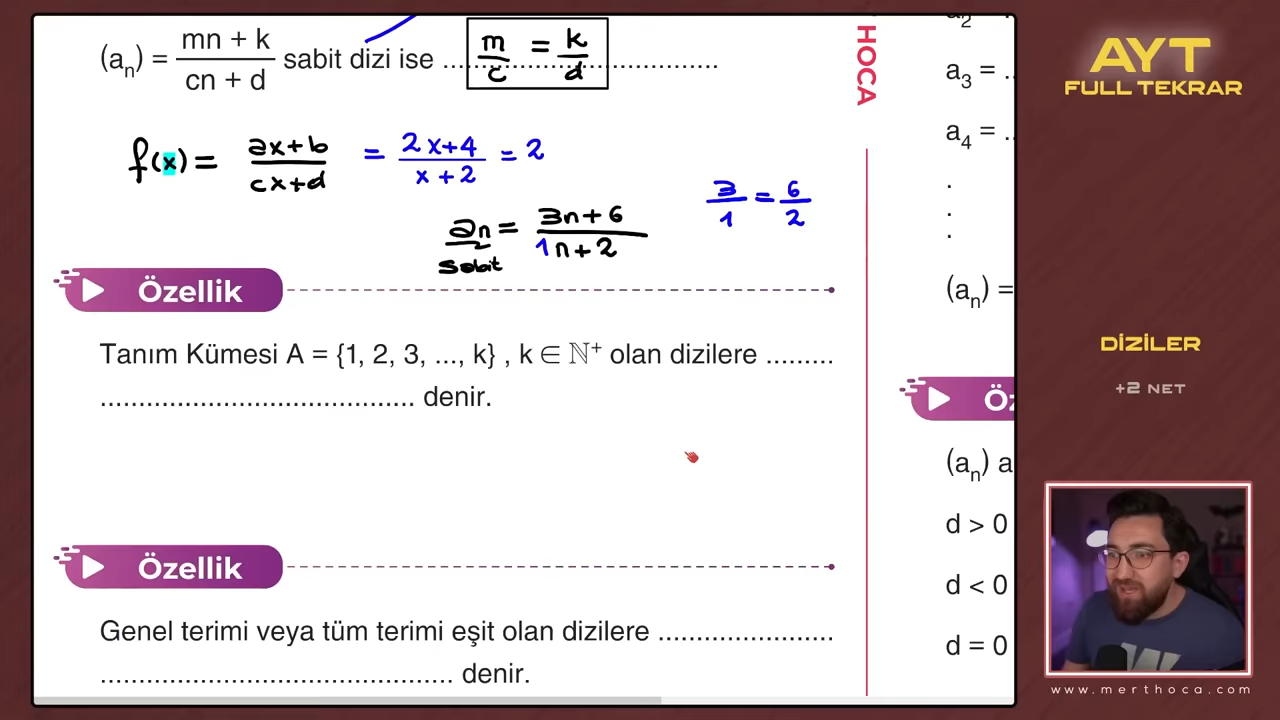 (an) = mn + k / cn + d sabit dizi ise ........ m/c = k/d ........
f(x) = ax+b / cx+d = 2x+4 / x+2 = 2
3/1 = 6/2
an = 3n+6 / 1n+2
sabit
Özellik
Tanım Kümesi A = {1, 2, 3, ..., k} , k ∈ ℕ⁺ olan dizilere .........
......................................... denir.
Özellik
Genel terimi veya tüm terimi eşit olan dizilere .......................
.............................................. denir.
HOCA
a2
a3 = ..
a4 = ...
.
.
.
(an) =
Öz
(an) a
d > 0
d < 0
d = 0
AYT
FULL TEKRAR
DİZİLER
+2 NET
www.merthoca.com